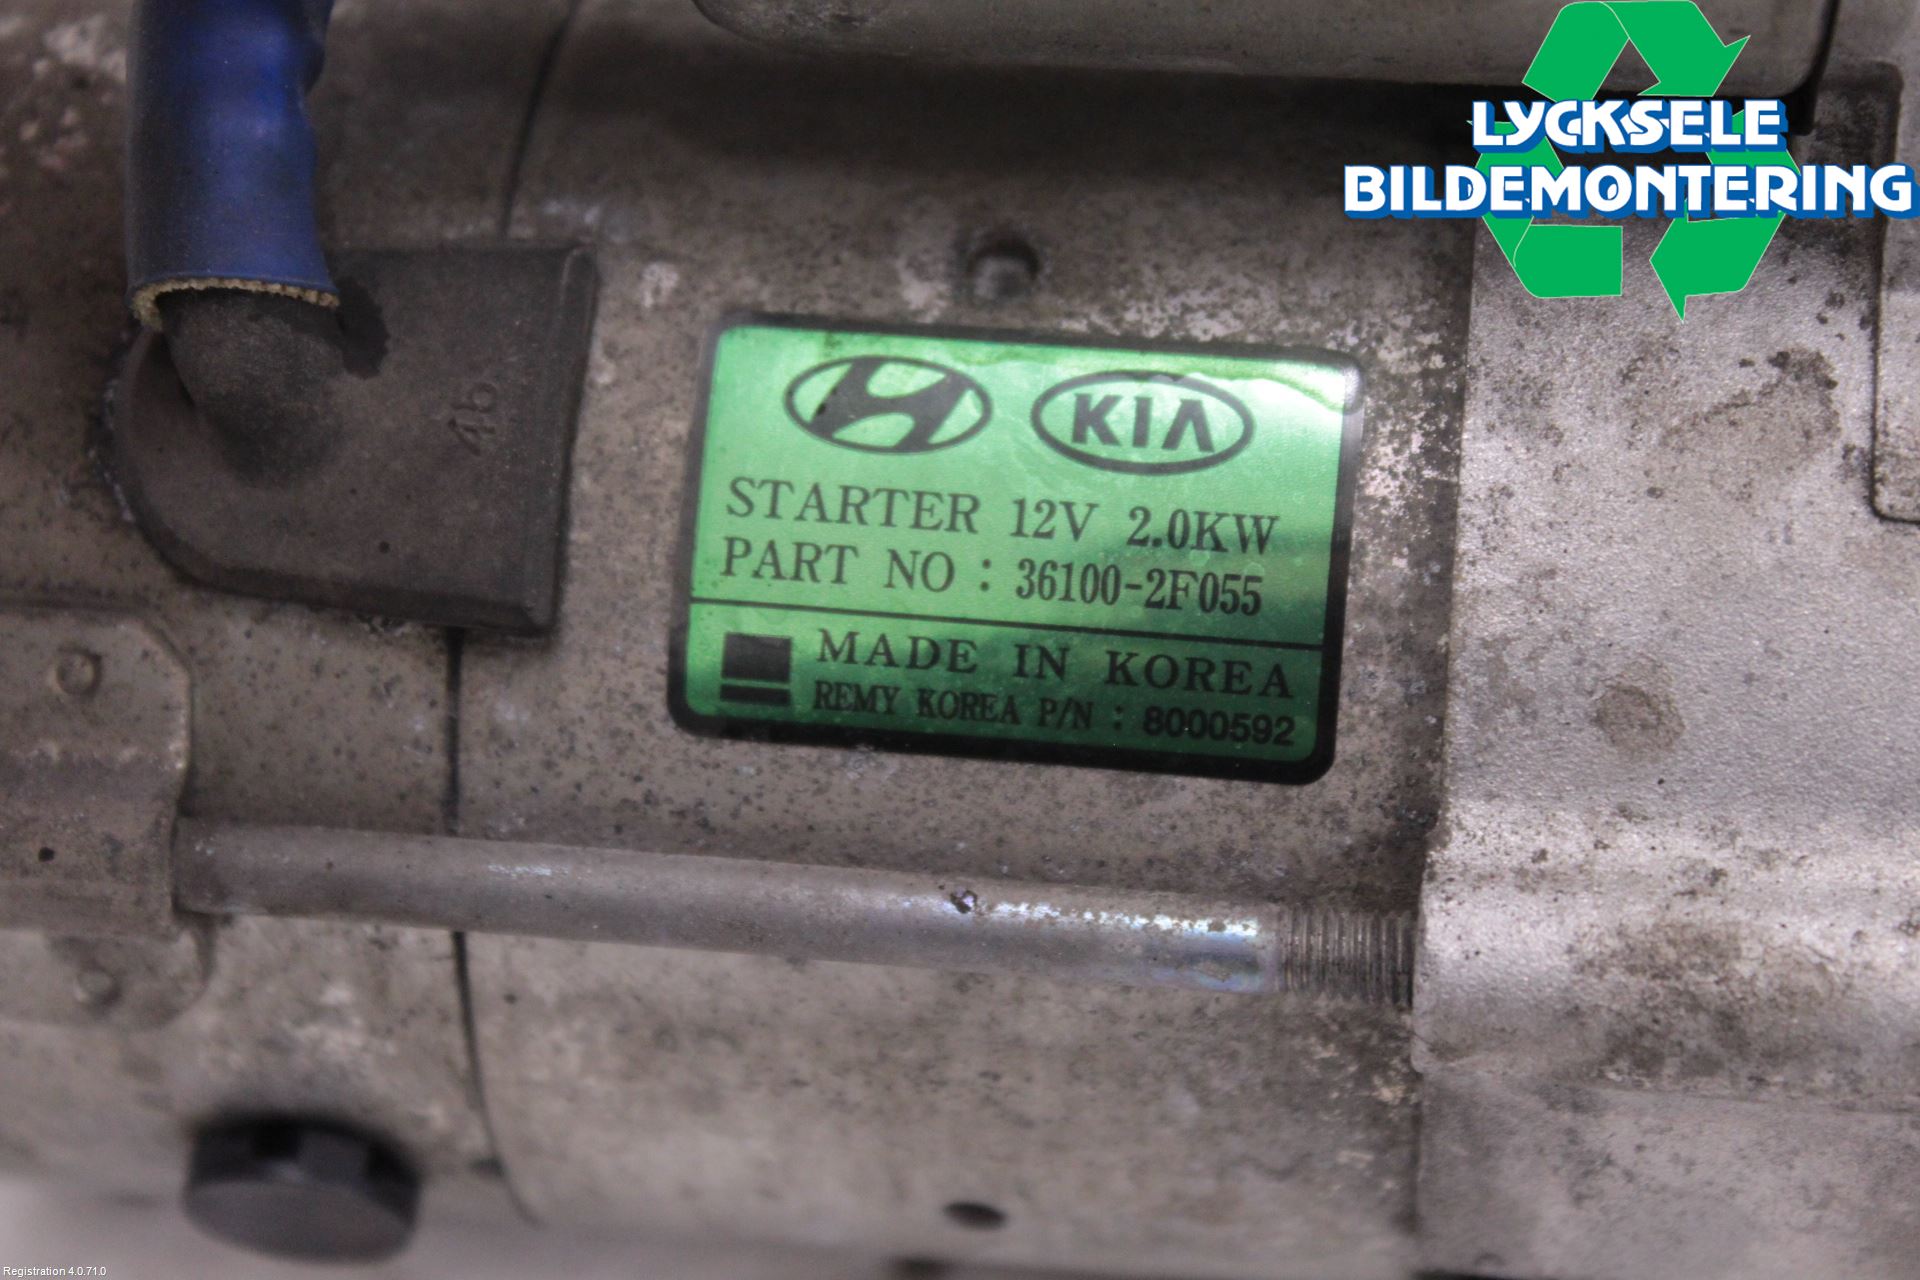 LYCKSELE
BILDEMONTERING
4b
KIA
STARTER 12V 2.0KW
PART NO : 36100-2F055
MADE IN KOREA
REMY KOREA P/N : 8000592
Registration 4.0.71.0